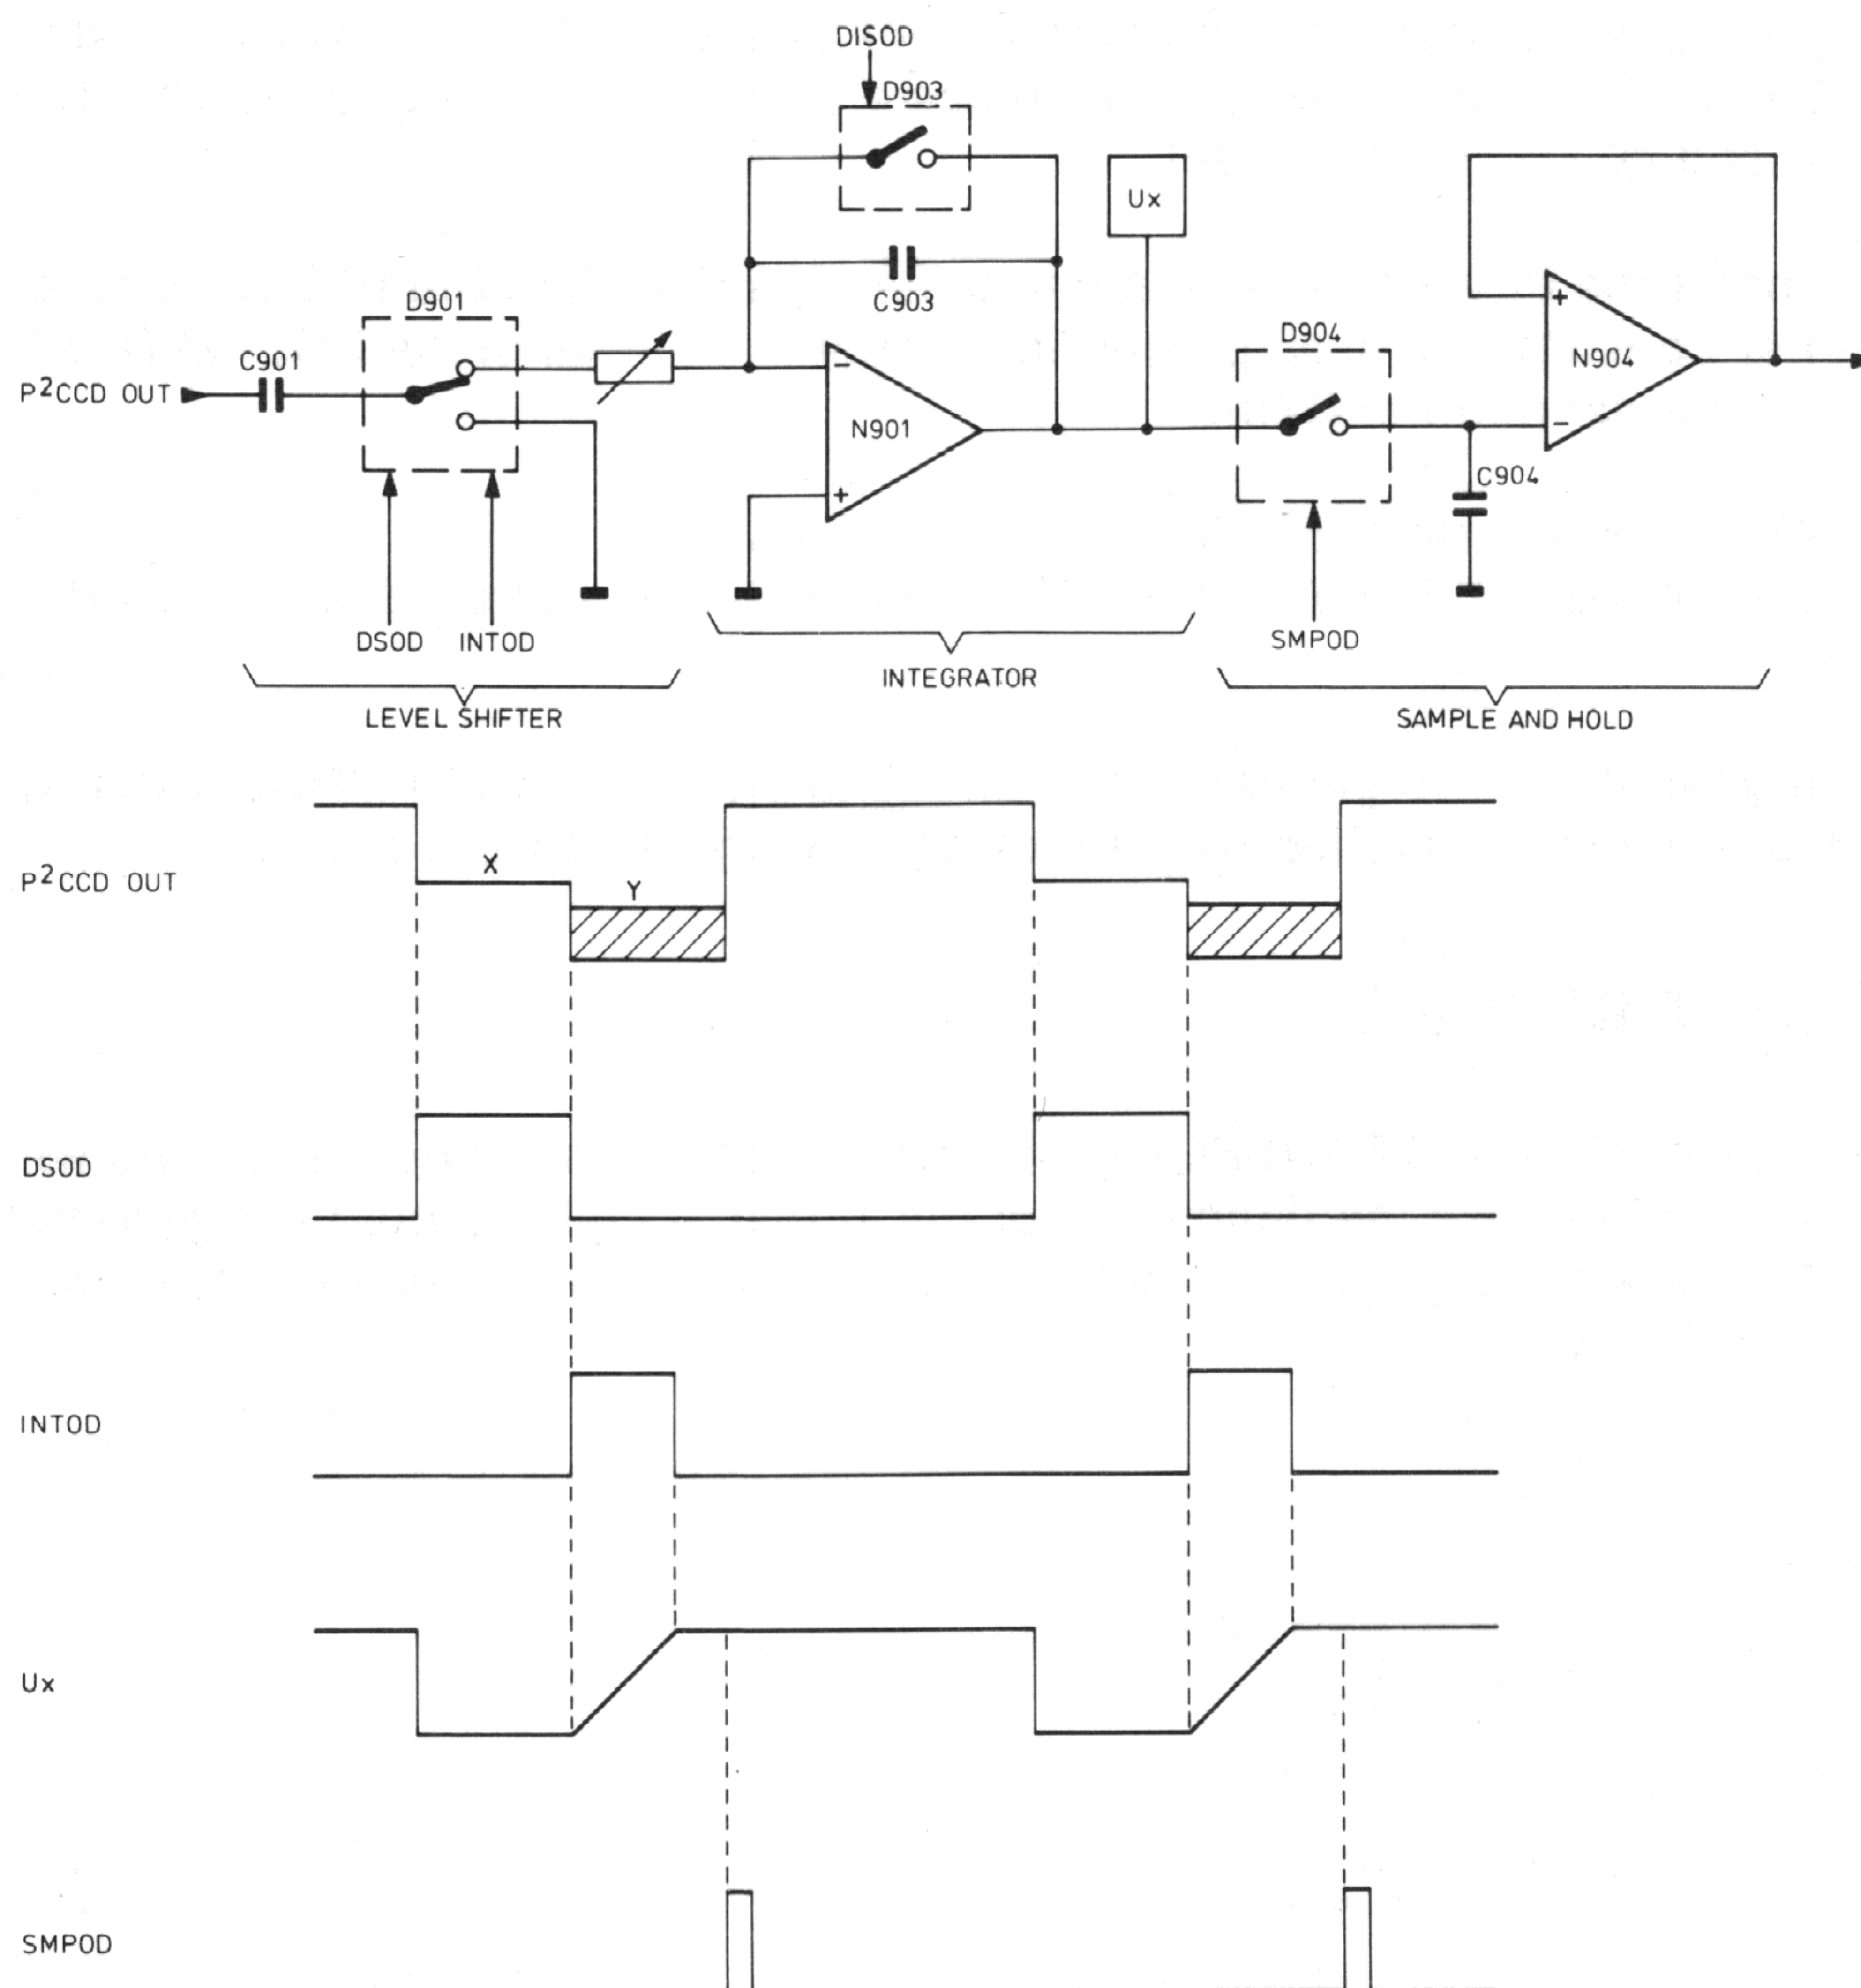 DISOD
D903
Ux
C903
D901
C901
P²CCD OUT
−
N901
+
D904
+
N904
−
C904
DSOD INTOD
SMPOD
INTEGRATOR
LEVEL SHIFTER
SAMPLE AND HOLD
X
P²CCD OUT
Y
DSOD
INTOD
Ux
SMPOD